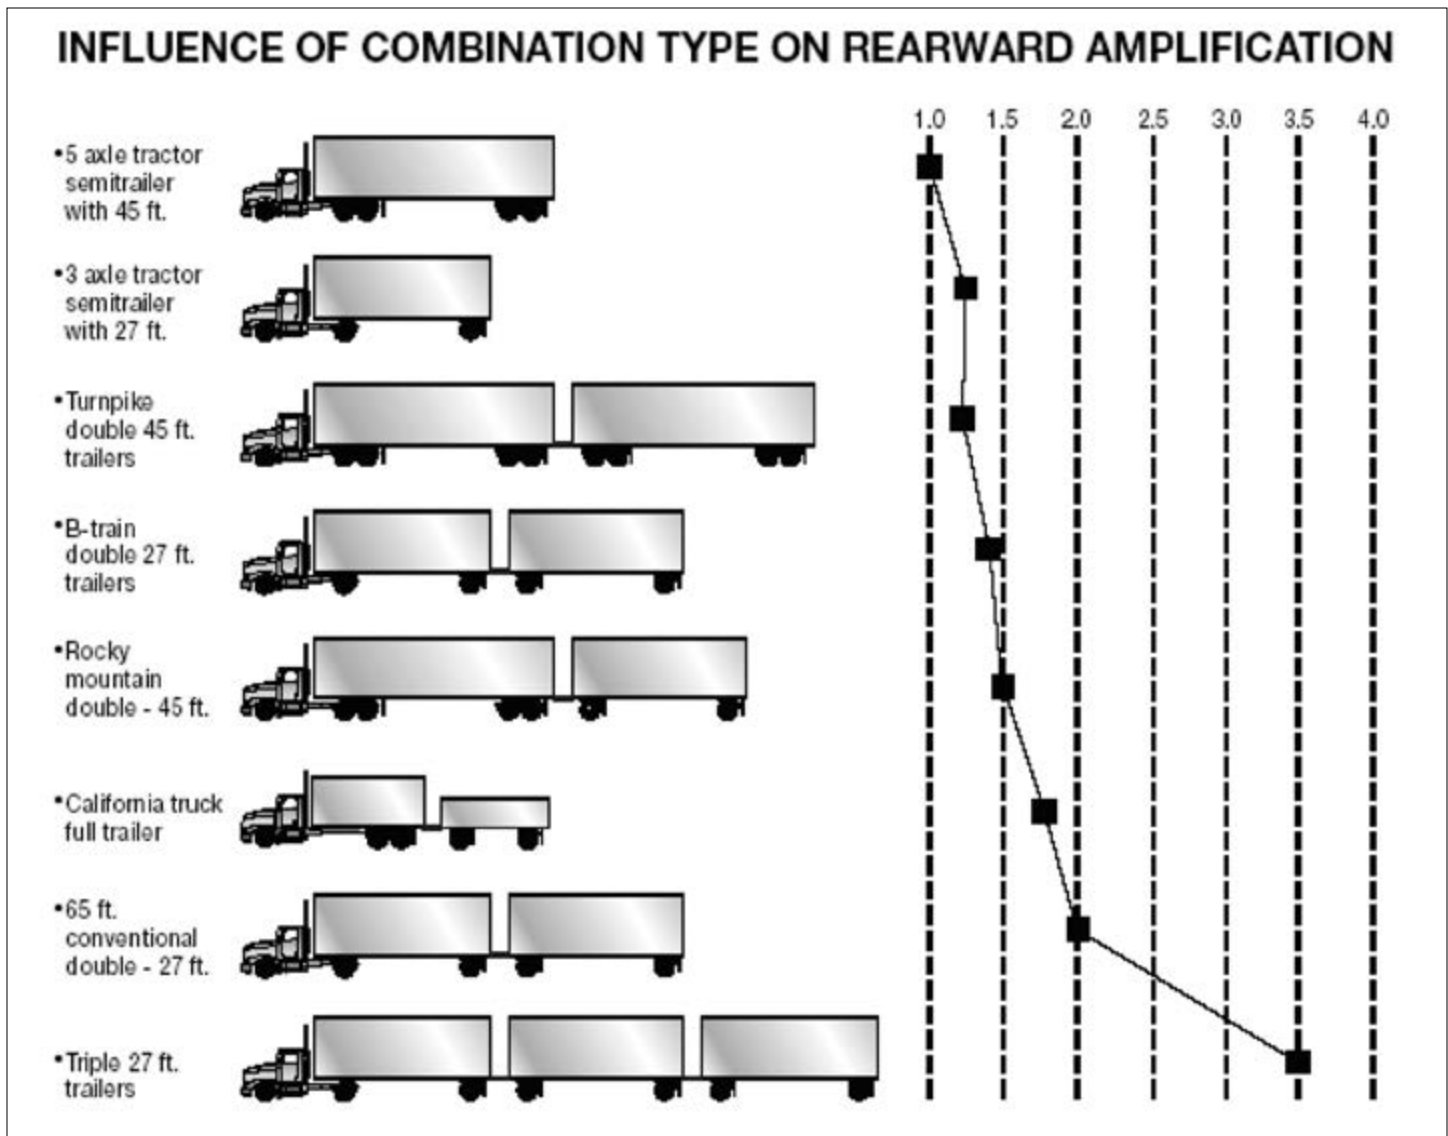 INFLUENCE OF COMBINATION TYPE ON REARWARD AMPLIFICATION
1.0 1.5 2.0 2.5 3.0 3.5 4.0
•5 axle tractor
semitrailer
with 45 ft.
•3 axle tractor
semitrailer
with 27 ft.
•Turnpike
double 45 ft.
trailers
•B-train
double 27 ft.
trailers
•Rocky
mountain
double - 45 ft.
•California truck
full trailer
•65 ft.
conventional
double - 27 ft.
•Triple 27 ft.
trailers